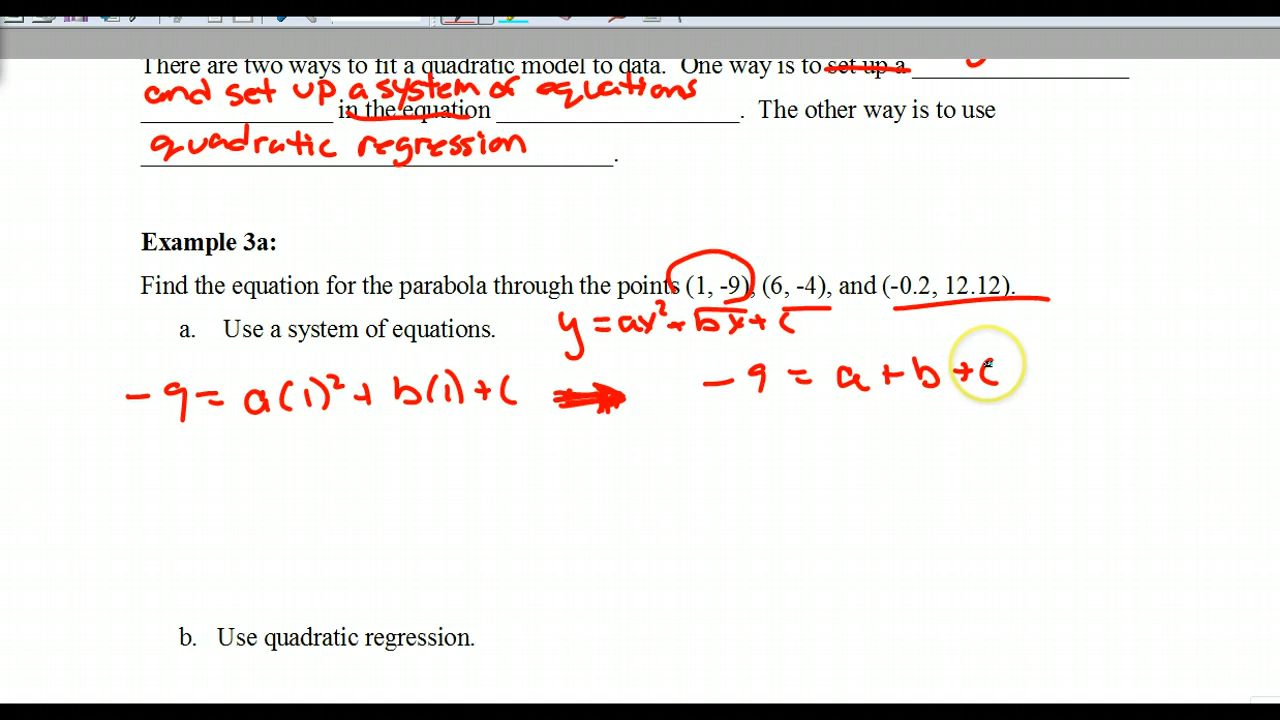 There are two ways to fit a quadratic model to data. One way is to set up a
and set up a system of equations
in the equation . The other way is to use
quadratic regression .
Example 3a:
Find the equation for the parabola through the points (1, -9), (6, -4), and (-0.2, 12.12).
a. Use a system of equations. y = ax² + bx + c
-9 = a(1)² + b(1) + c -9 = a + b + c
b. Use quadratic regression.